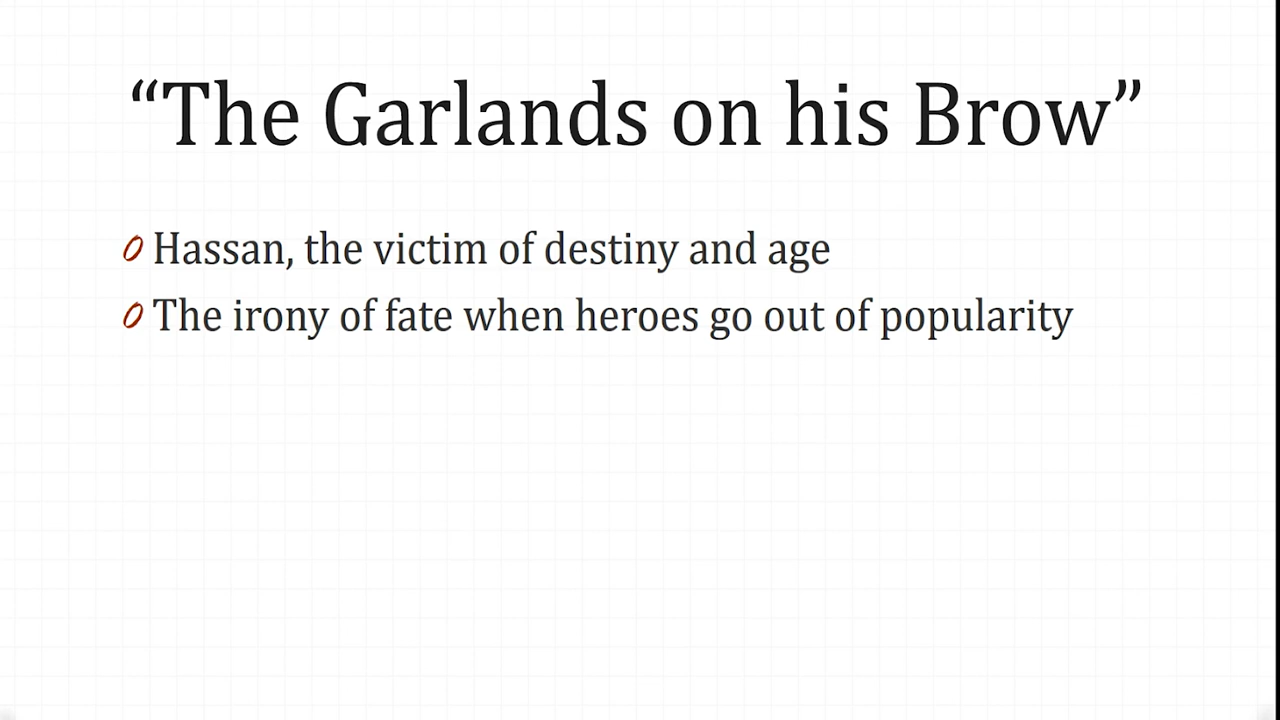 “The Garlands on his Brow”
Hassan, the victim of destiny and age
The irony of fate when heroes go out of popularity